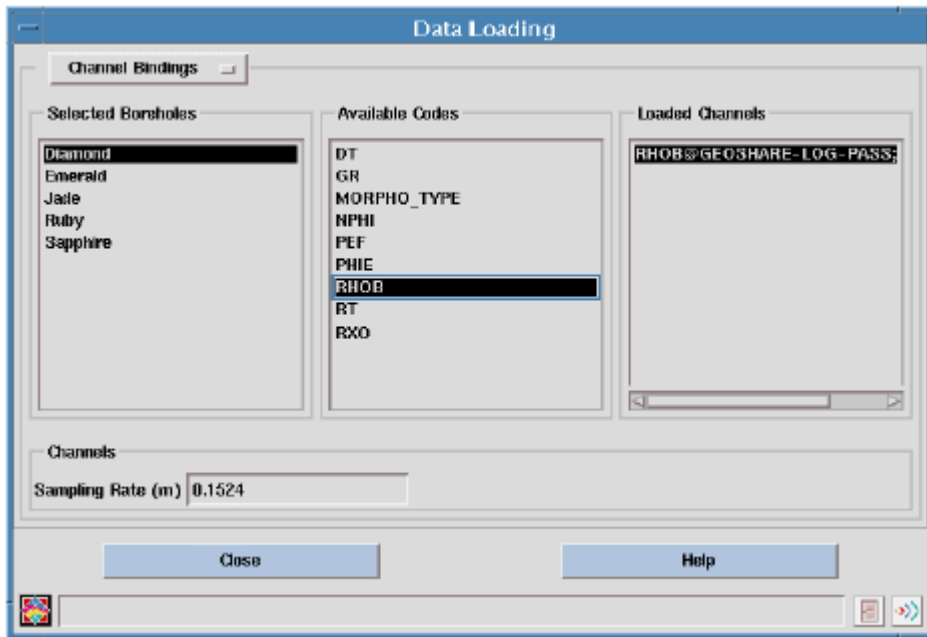 Data Loading
Channel Bindings
Selected Boreholes
Diamond
Emerald
Jade
Ruby
Sapphire
Available Codes
DT
GR
MORPHO_TYPE
NPHI
PEF
PHIE
RHOB
RT
RXO
Loaded Channels
RHOB@GEOSHARE-LOG-PASS;
Channels
Sampling Rate (m) 0.1524
Close
Help